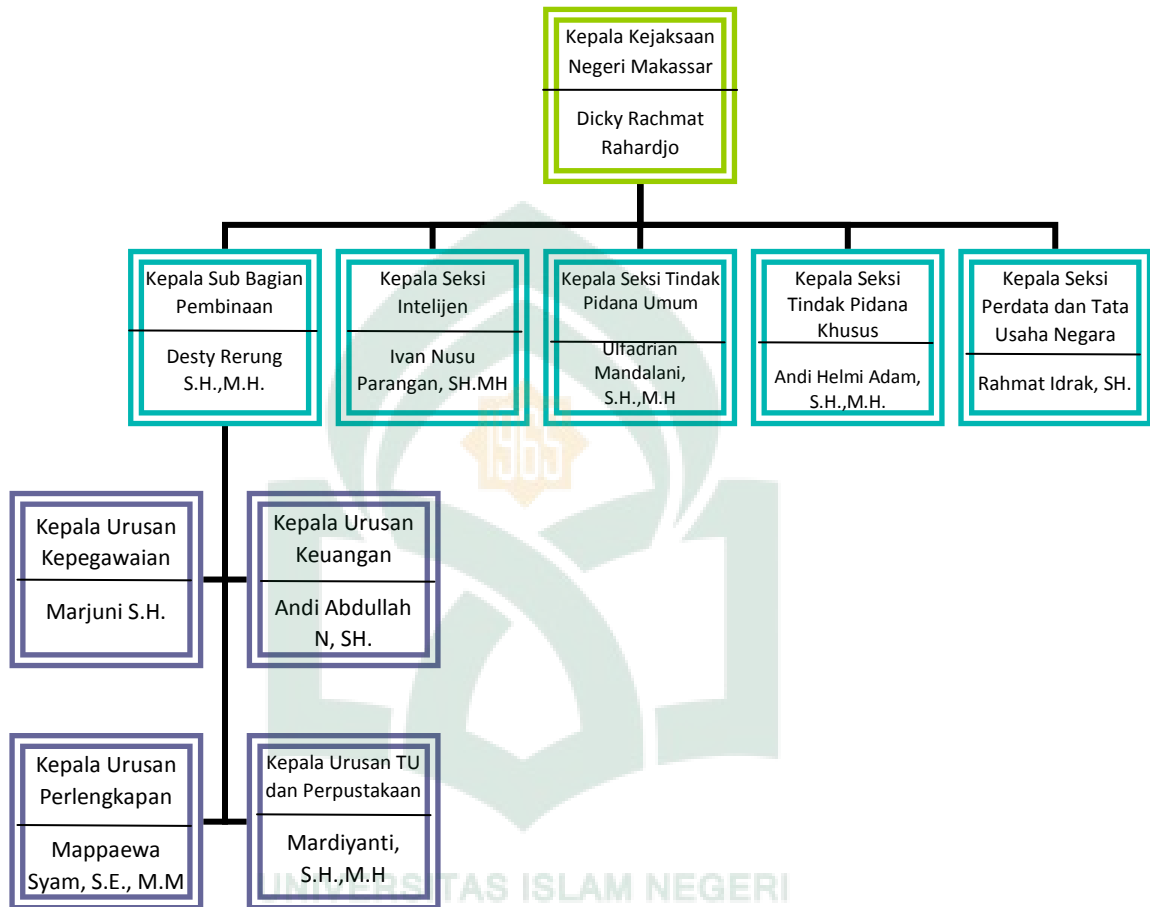 Kepala Kejaksaan
Negeri Makassar
Dicky Rachmat
Rahardjo
Kepala Sub Bagian
Pembinaan
Desty Rerung
S.H.,M.H.
Kepala Seksi
Intelijen
Ivan Nusu
Parangan, SH.MH
Kepala Seksi Tindak
Pidana Umum
Ulfadrian
Mandalani,
S.H.,M.H
Kepala Seksi
Tindak Pidana
Khusus
Andi Helmi Adam,
S.H.,M.H.
Kepala Seksi
Perdata dan Tata
Usaha Negara
Rahmat Idrak, SH.
1965
Kepala Urusan
Kepegawaian
Marjuni S.H.
Kepala Urusan
Keuangan
Andi Abdullah
N, SH.
Kepala Urusan
Perlengkapan
Mappaewa
Syam, S.E., M.M
Kepala Urusan TU
dan Perpustakaan
Mardiyanti,
S.H.,M.H
UNIVERSITAS ISLAM NEGERI